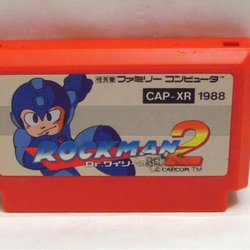 任天堂 ファミリー コンピュータ
CAP-XR 1988
ROCKMAN 2
Dr.ワイリーの謎
© CAPCOM TM